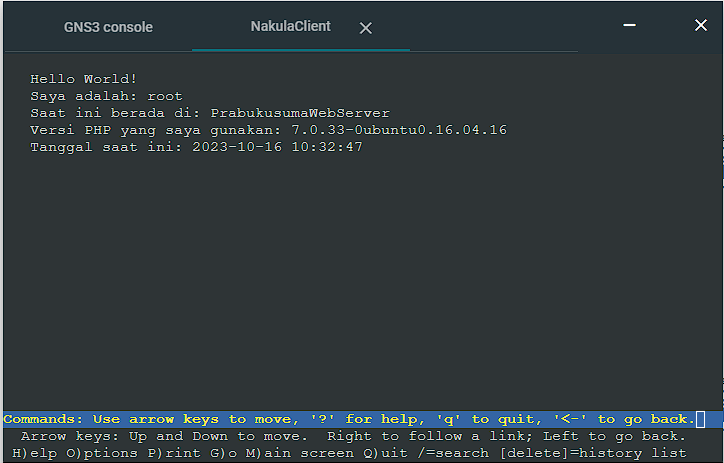 GNS3 console
NakulaClient
Hello World!
Saya adalah: root
Saat ini berada di: PrabukusumaWebServer
Versi PHP yang saya gunakan: 7.0.33-0ubuntu0.16.04.16
Tanggal saat ini: 2023-10-16 10:32:47
Commands: Use arrow keys to move, '?' for help, 'q' to quit, '<-' to go back.
Arrow keys: Up and Down to move.  Right to follow a link; Left to go back.
H)elp O)ptions P)rint G)o M)ain screen Q)uit /=search [delete]=history list